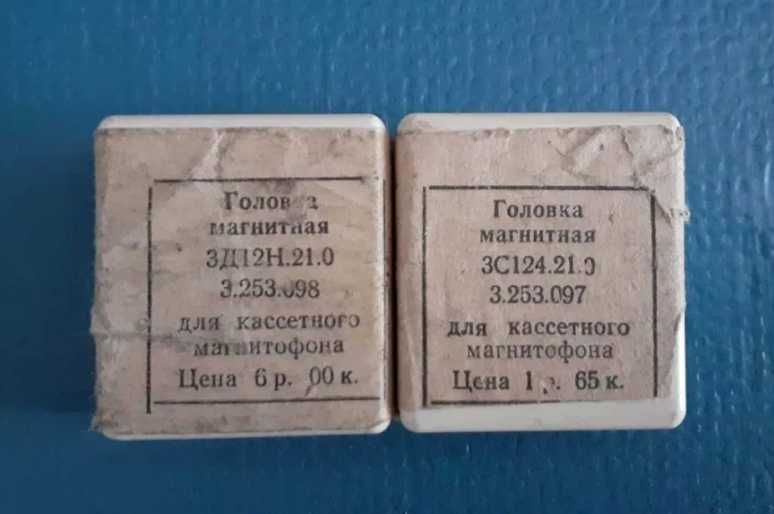 Головка
магнитная
3Д12Н.21.0
3.253.098
для кассетного
магнитофона
Цена 6 р. 00 к.
Головка
магнитная
3С124.21.0
3.253.097
для кассетного
магнитофона
Цена 1 р. 65 к.